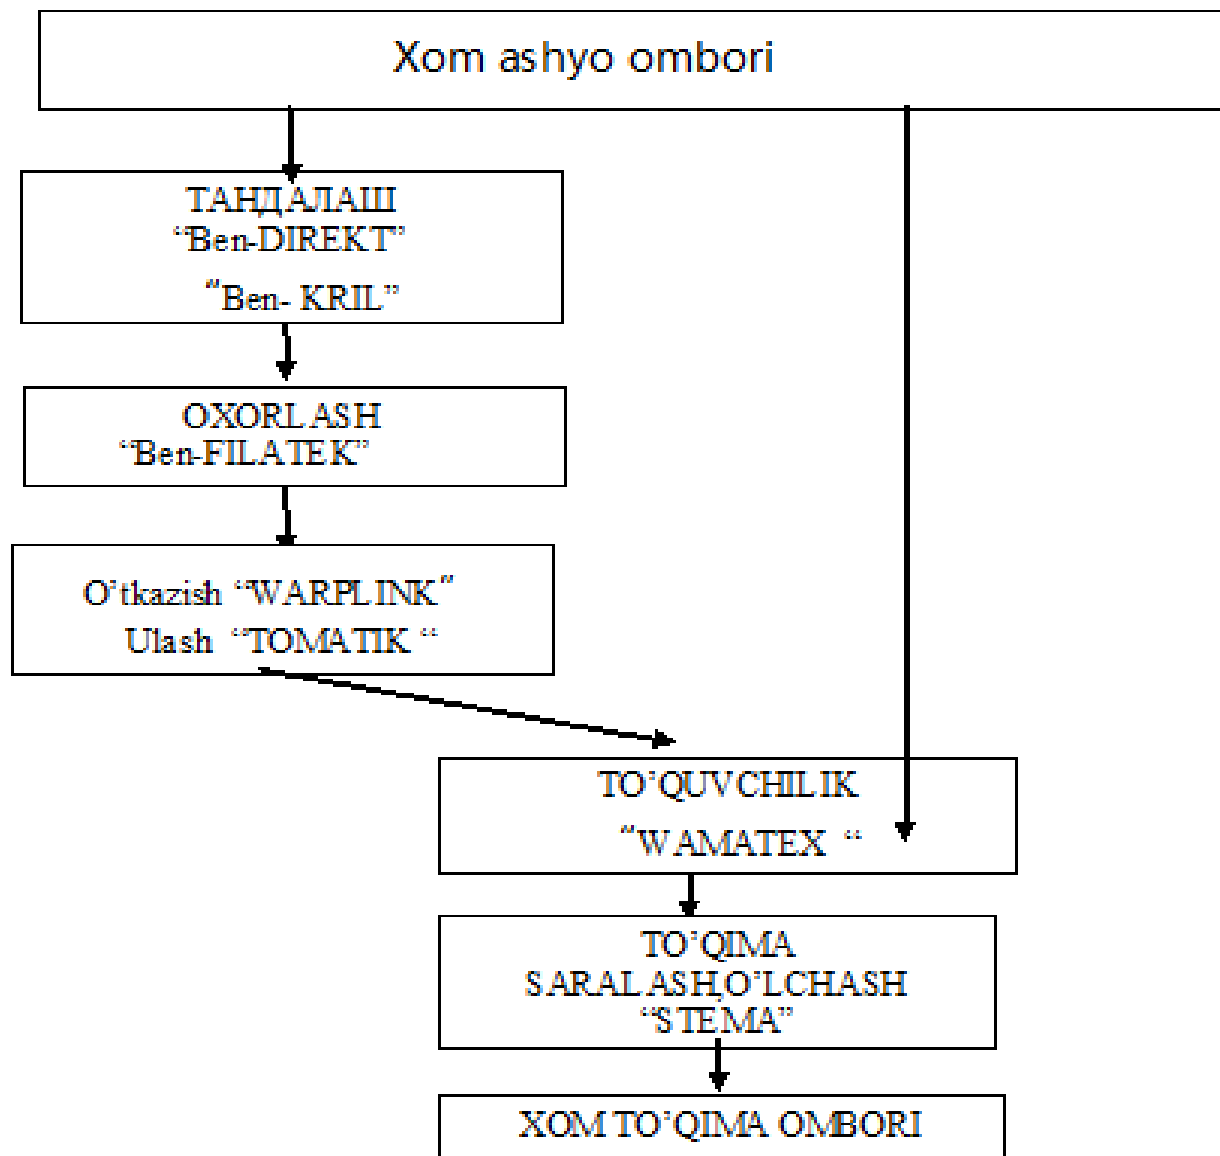 Xom ashyo ombori
ТАНДАЛАШ
“Ben-DIREKT”
“Ben- KRIL”
OXORLASH
“Ben-FILATEK”
O‘tkazish “WARPLINK”
Ulash “TOMATIK “
TO‘QUVCHILIK
“WAMATEX “
TO‘QIMA
SARALASH,O‘LCHASH
“STEMA”
XOM TO‘QIMA OMBORI